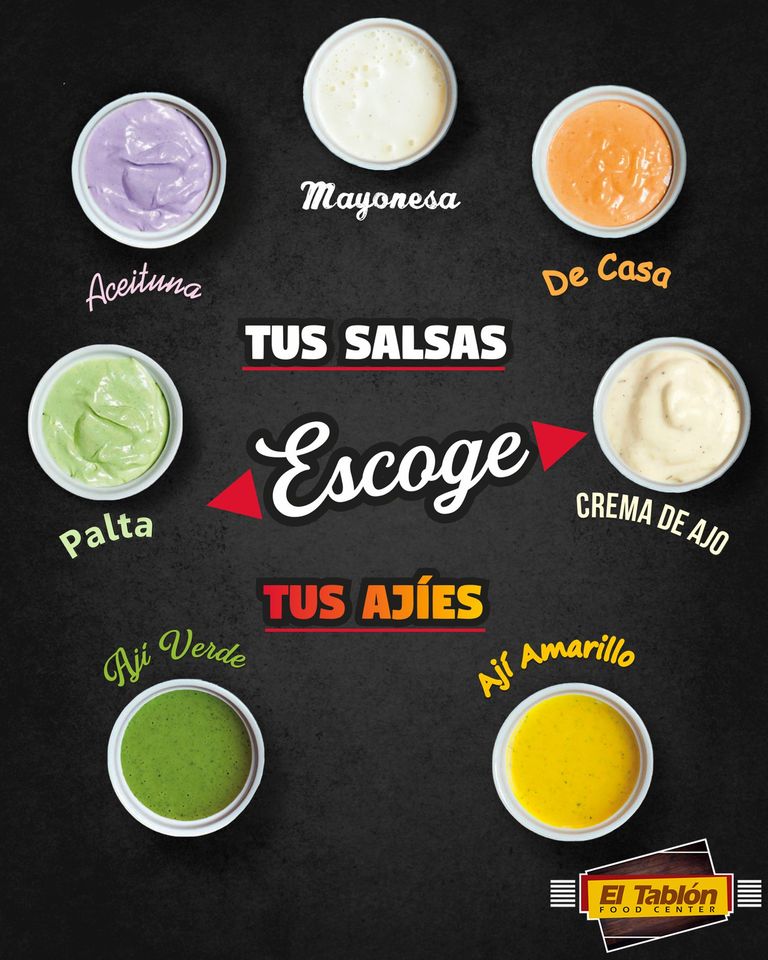 Mayonesa
Aceituna
De Casa
TUS SALSAS
Escoge
Palta
CREMA DE AJO
TUS AJÍES
Ají Verde
Ají Amarillo
El Tablón
FOOD CENTER